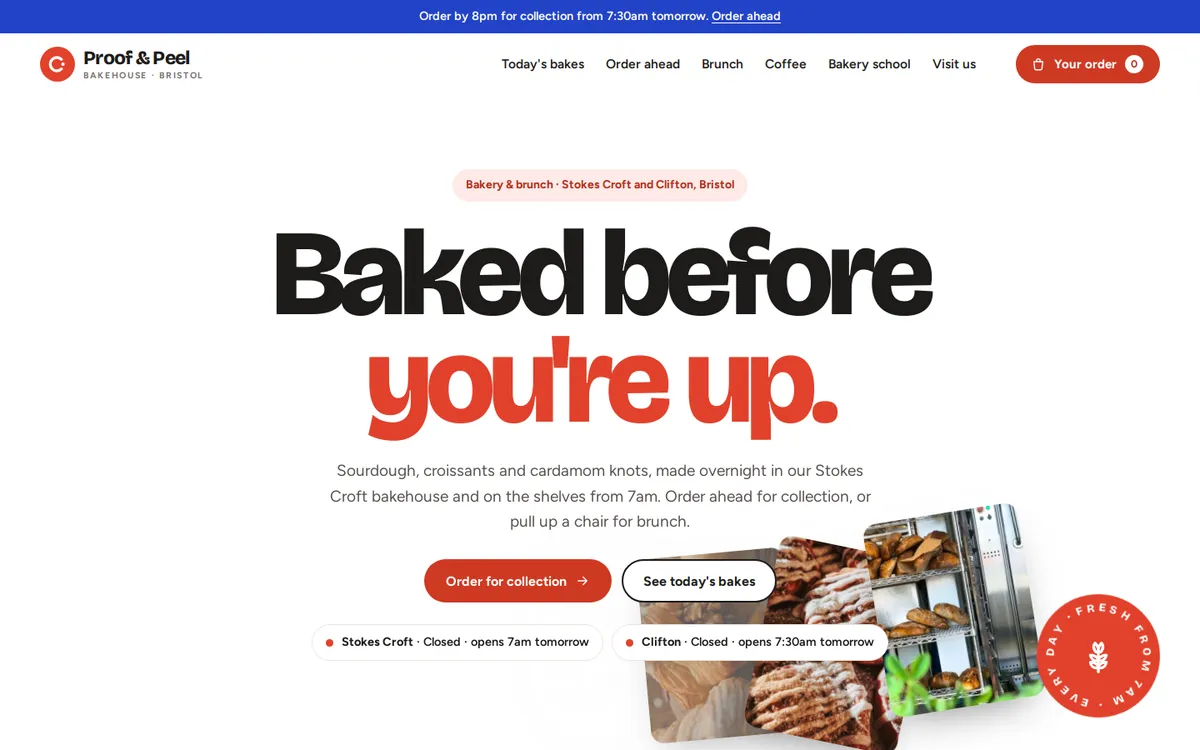 Order by 8pm for collection from 7:30am tomorrow. Order ahead
Proof & Peel
BAKEHOUSE · BRISTOL
Today's bakes
Order ahead
Brunch
Coffee
Bakery school
Visit us
Your order 0
Bakery & brunch · Stokes Croft and Clifton, Bristol
Baked before
you're up.
Sourdough, croissants and cardamom knots, made overnight in our Stokes
Croft bakehouse and on the shelves from 7am. Order ahead for collection, or
pull up a chair for brunch.
Order for collection →
See today's bakes
Stokes Croft · Closed · opens 7am tomorrow
Clifton · Closed · opens 7:30am tomorrow
FRESH FROM 7AM · EVERY DAY ·